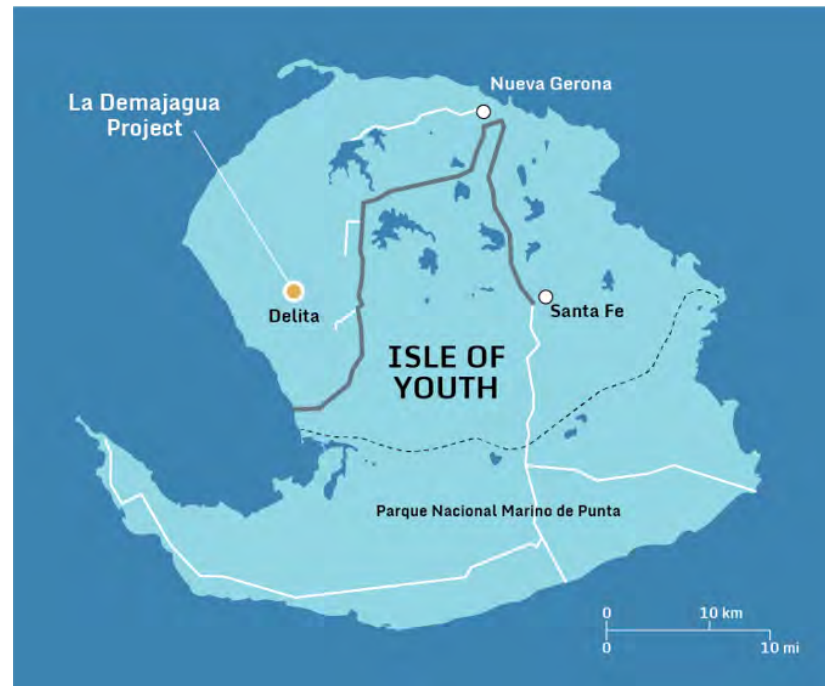 La Demajagua
Project
Nueva Gerona
Delita
Santa Fe
ISLE OF
YOUTH
Parque Nacional Marino de Punta
0 10 km
0 10 mi